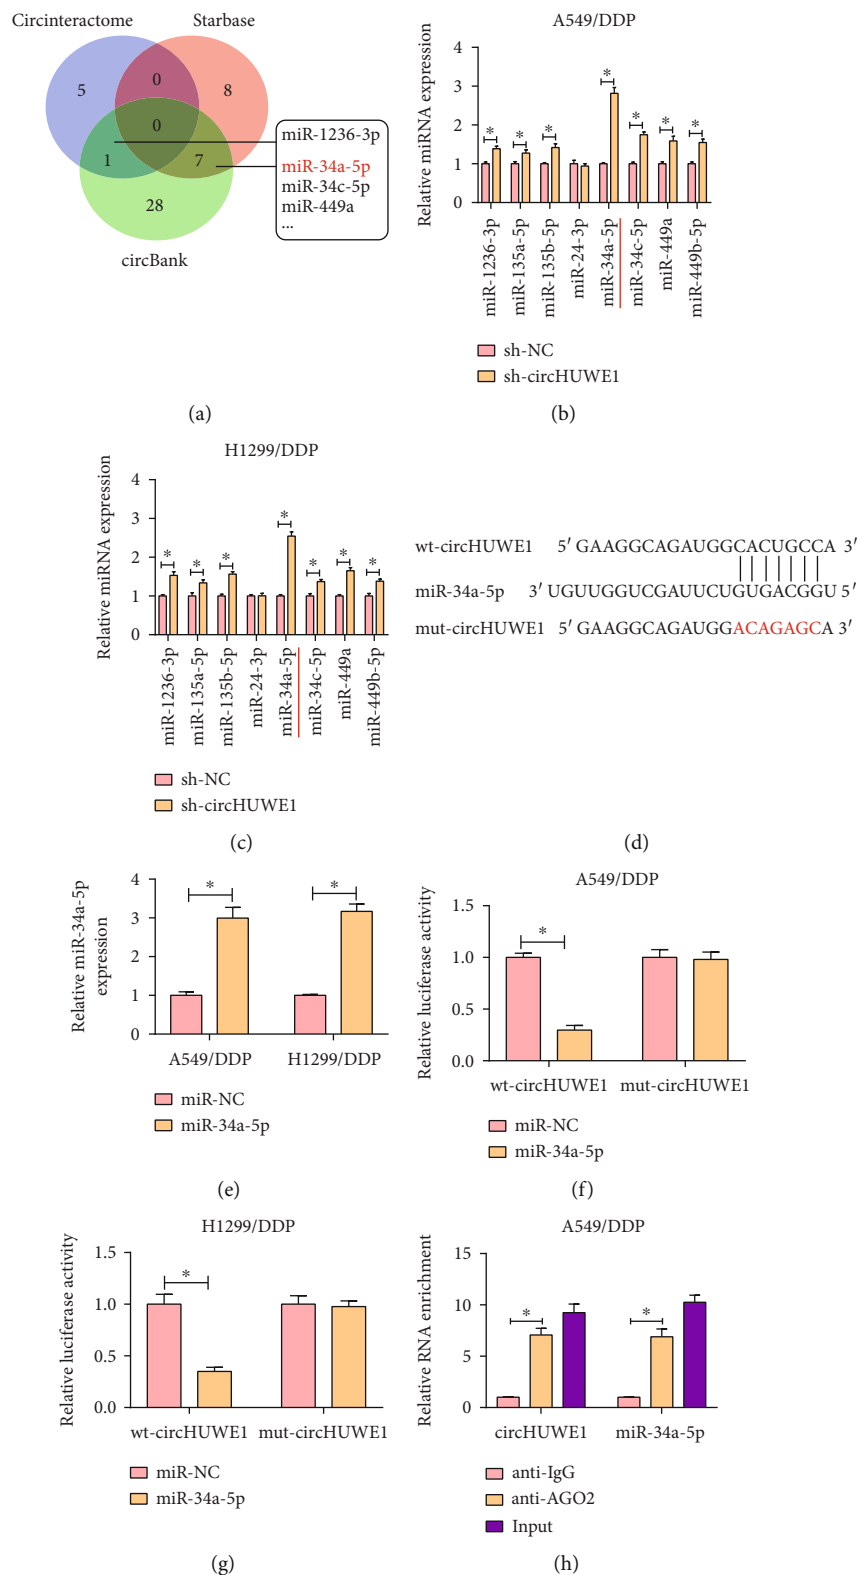 Circinteractome
Starbase
5
0
8
0
1
7
28
circBank
miR-1236-3p
miR-34a-5p
miR-34c-5p
miR-449a
...
(a)
A549/DDP
Relative miRNA expression
4
3
2
1
0
* * * * * * *
miR-1236-3p
miR-135a-5p
miR-135b-5p
miR-24-3p
miR-34a-5p
miR-34c-5p
miR-449a
miR-449b-5p
sh-NC
sh-circHUWE1
(b)
H1299/DDP
Relative miRNA expression
4
3
2
1
0
* * * * * * *
miR-1236-3p
miR-135a-5p
miR-135b-5p
miR-24-3p
miR-34a-5p
miR-34c-5p
miR-449a
miR-449b-5p
sh-NC
sh-circHUWE1
(c)
wt-circHUWE1 5′ GAAGGCAGAUGGCACUGCCA 3′
miR-34a-5p 3′ UGUUGGUCGAUUCUGUGACGGU 5′
mut-circHUWE1 5′ GAAGGCAGAUGGACAGAGCA 3′
(d)
Relative miR-34a-5p
expression
4
3
2
1
0
* *
A549/DDP H1299/DDP
miR-NC
miR-34a-5p
(e)
A549/DDP
Relative luciferase activity
1.5
1.0
0.5
0.0
*
wt-circHUWE1 mut-circHUWE1
miR-NC
miR-34a-5p
(f)
H1299/DDP
Relative luciferase activity
1.5
1.0
0.5
0.0
*
wt-circHUWE1 mut-circHUWE1
miR-NC
miR-34a-5p
(g)
A549/DDP
Relative RNA enrichment
15
10
5
0
* *
circHUWE1 miR-34a-5p
anti-IgG
anti-AGO2
Input
(h)